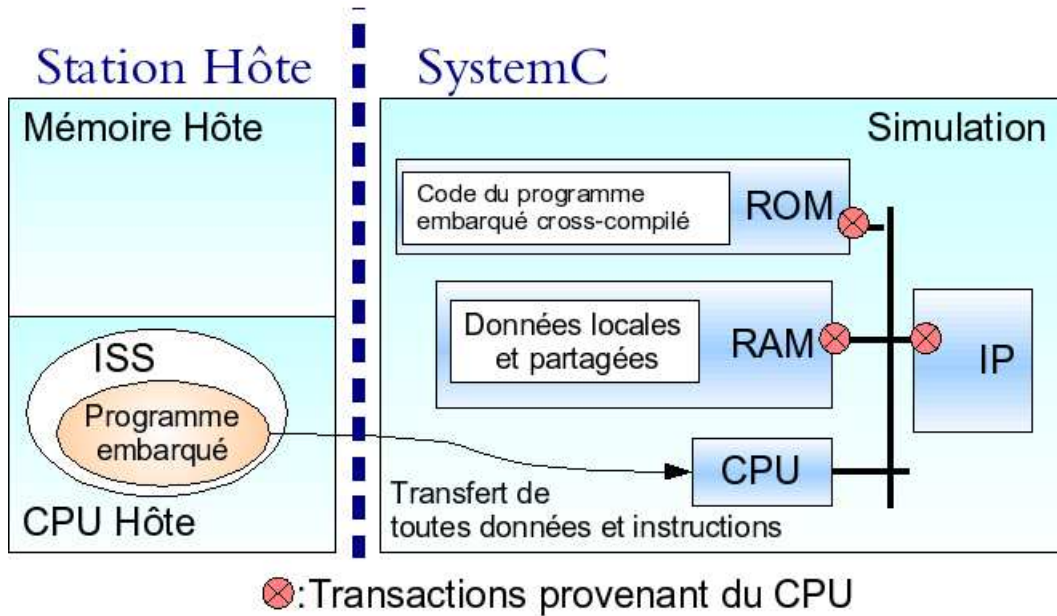 Station Hôte
SystemC
Mémoire Hôte
Simulation
Code du programme
embarqué cross-compilé
ROM
Données locales
et partagées
RAM
IP
ISS
Programme
embarqué
CPU
CPU Hôte
Transfert de
toutes données et instructions
:Transactions provenant du CPU